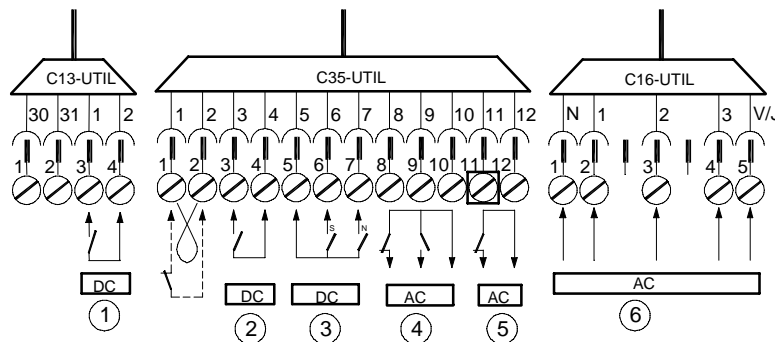 C13-UTIL C35-UTIL C16-UTIL
30 31 1 2 1 2 3 4 5 6 7 8 9 10 11 12 N 1 2 3 V/J
1 2 3 4 1 2 3 4 5 6 7 8 9 10 11 12 1 2 3 4 5
S N
DC DC DC AC AC AC
1 2 3 4 5 6